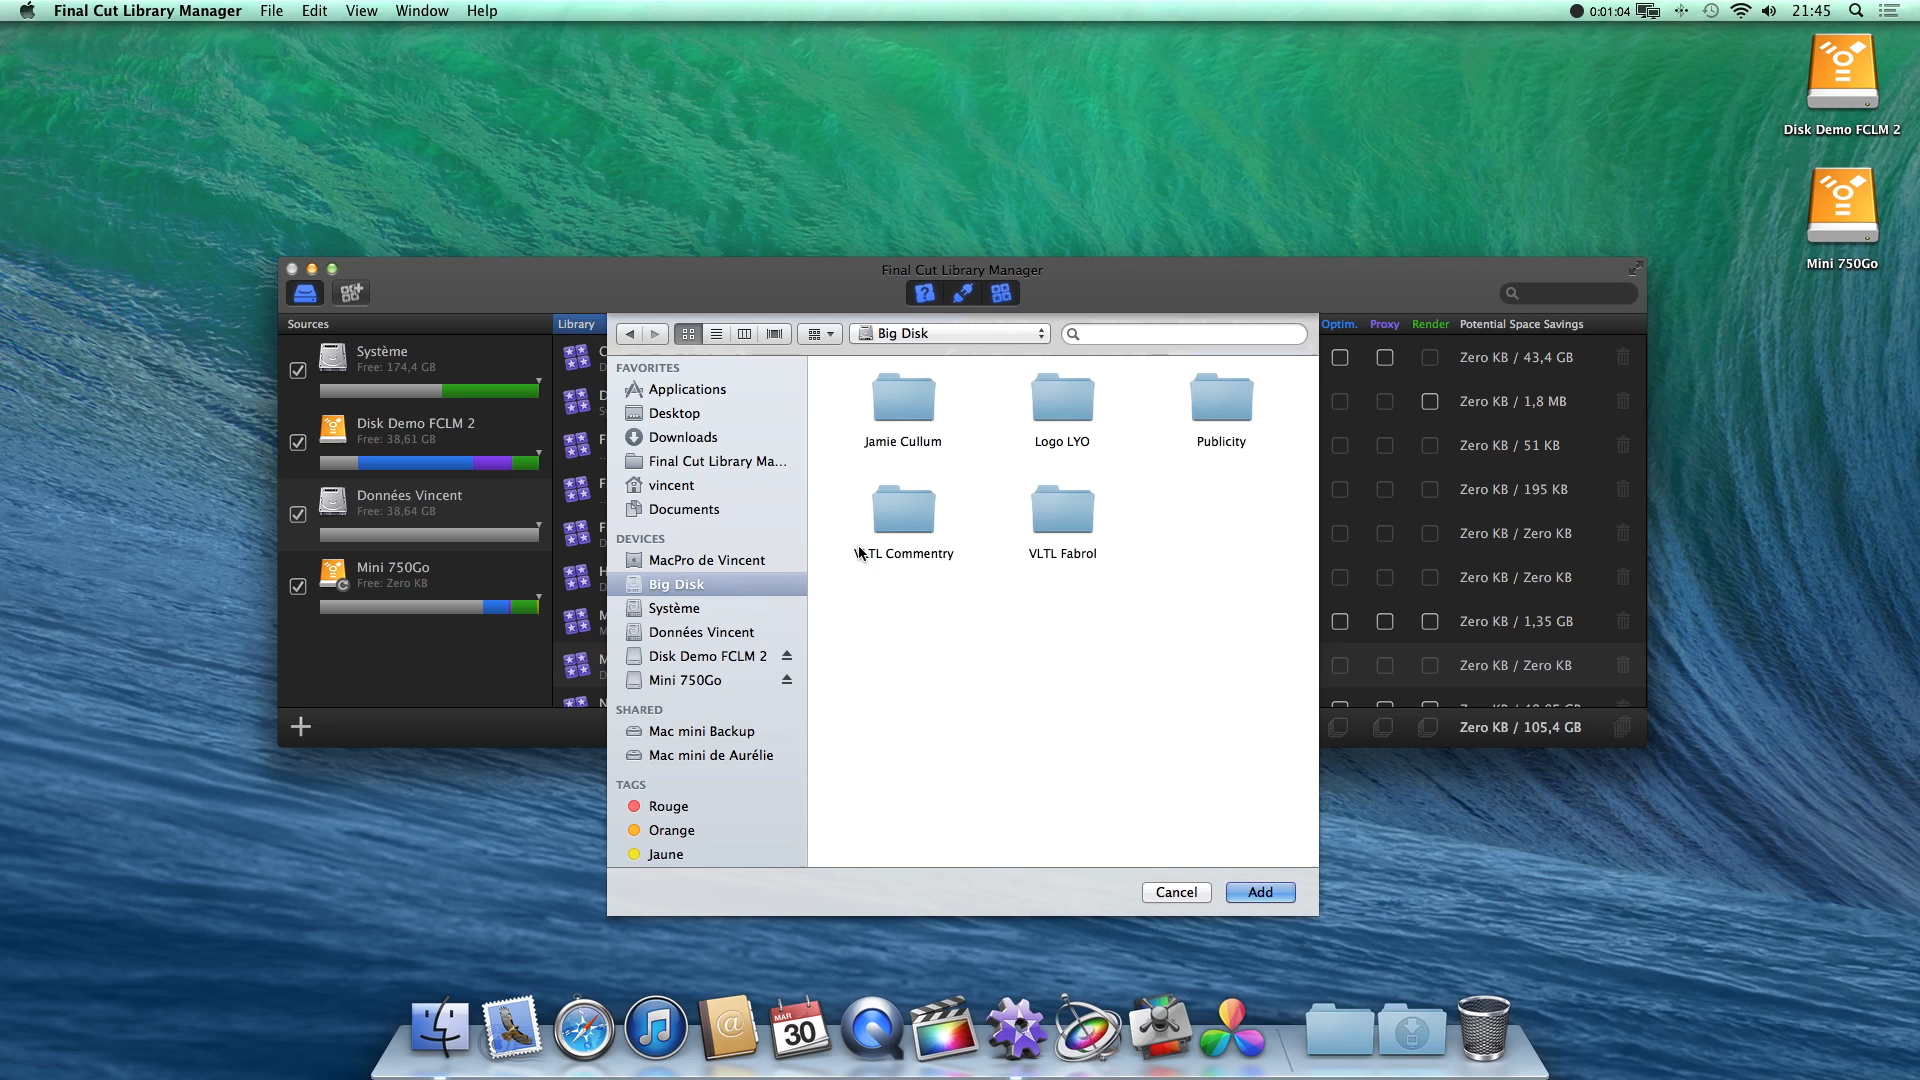 Final Cut Library Manager File Edit View Window Help
0:01:04 21:45
Disk Demo FCLM 2
Mini 750Go
Final Cut Library Manager
Sources
Library
Optim. Proxy Render Potential Space Savings
Système
Free: 174,4 GB
Disk Demo FCLM 2
Free: 38,61 GB
Données Vincent
Free: 38,64 GB
Mini 750Go
Free: Zero KB
Big Disk
FAVORITES
Applications
Desktop
Downloads
Final Cut Library Ma...
vincent
Documents
DEVICES
MacPro de Vincent
Big Disk
Système
Données Vincent
Disk Demo FCLM 2
Mini 750Go
SHARED
Mac mini Backup
Mac mini de Aurélie
TAGS
Rouge
Orange
Jaune
Jamie Cullum
Logo LYO
Publicity
VLTL Commentry
VLTL Fabrol
Cancel
Add
Zero KB / 43,4 GB
Zero KB / 1,8 MB
Zero KB / 51 KB
Zero KB / 195 KB
Zero KB / Zero KB
Zero KB / Zero KB
Zero KB / 1,35 GB
Zero KB / Zero KB
Zero KB / 105,4 GB
MAR
30